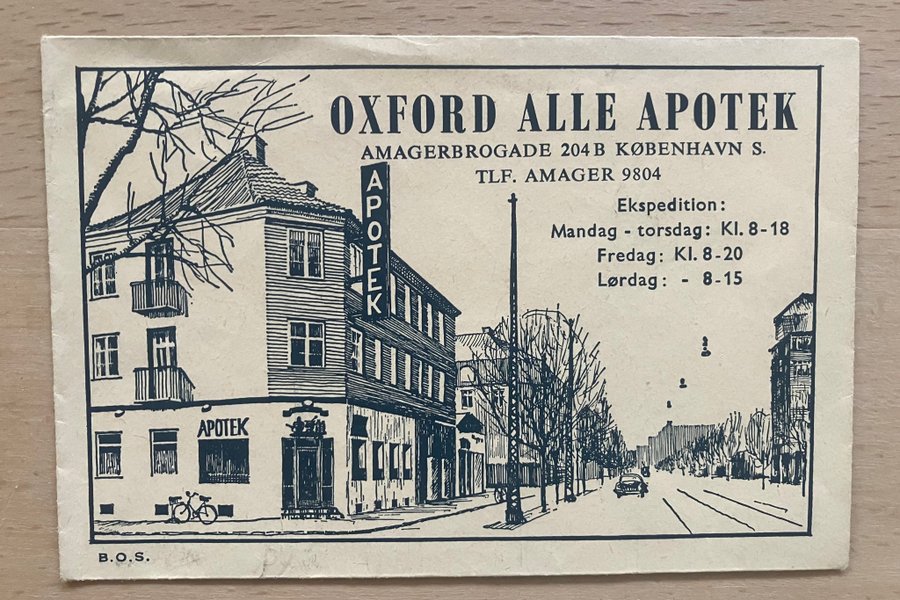 OXFORD ALLE APOTEK
AMAGERBROGADE 204B KØBENHAVN S.
TLF. AMAGER 9804
Ekspedition:
Mandag - torsdag: Kl. 8-18
Fredag: Kl. 8-20
Lørdag: - 8-15
APOTEK
APOTEK
B.O.S.